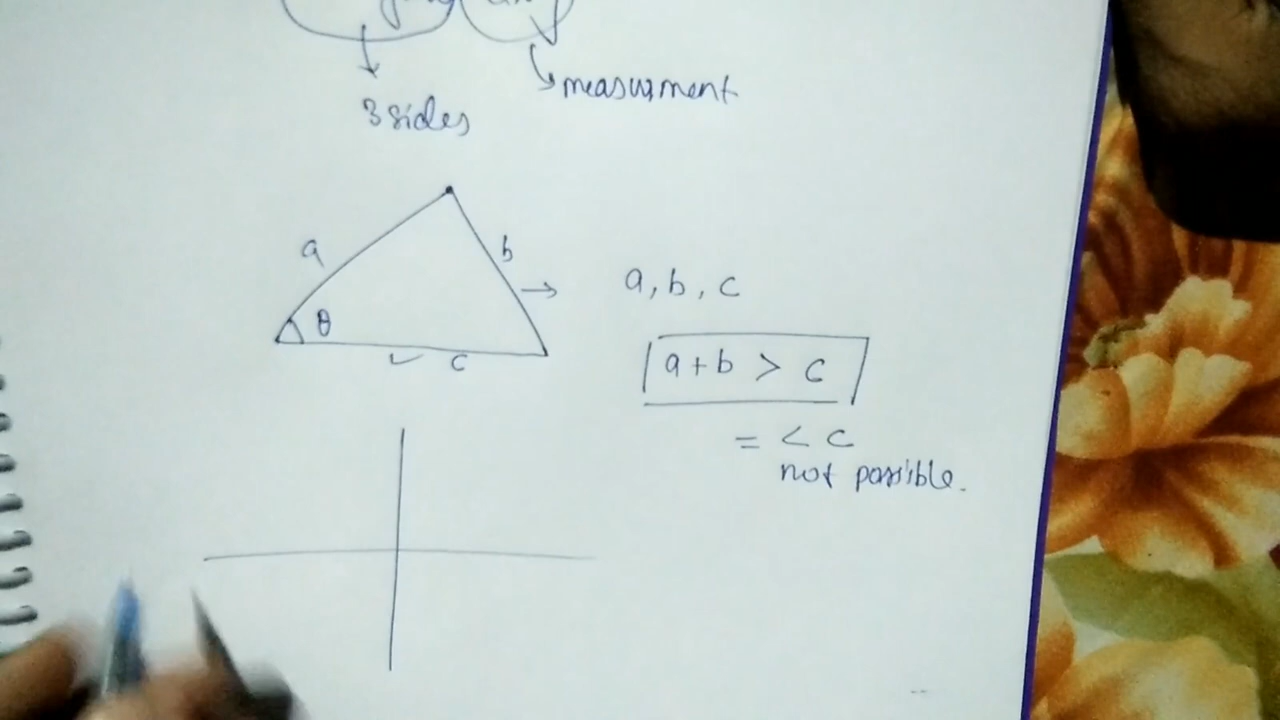 measurment
3 sides
a
b
θ
c
a, b, c
a + b > c
= < c
not possible.